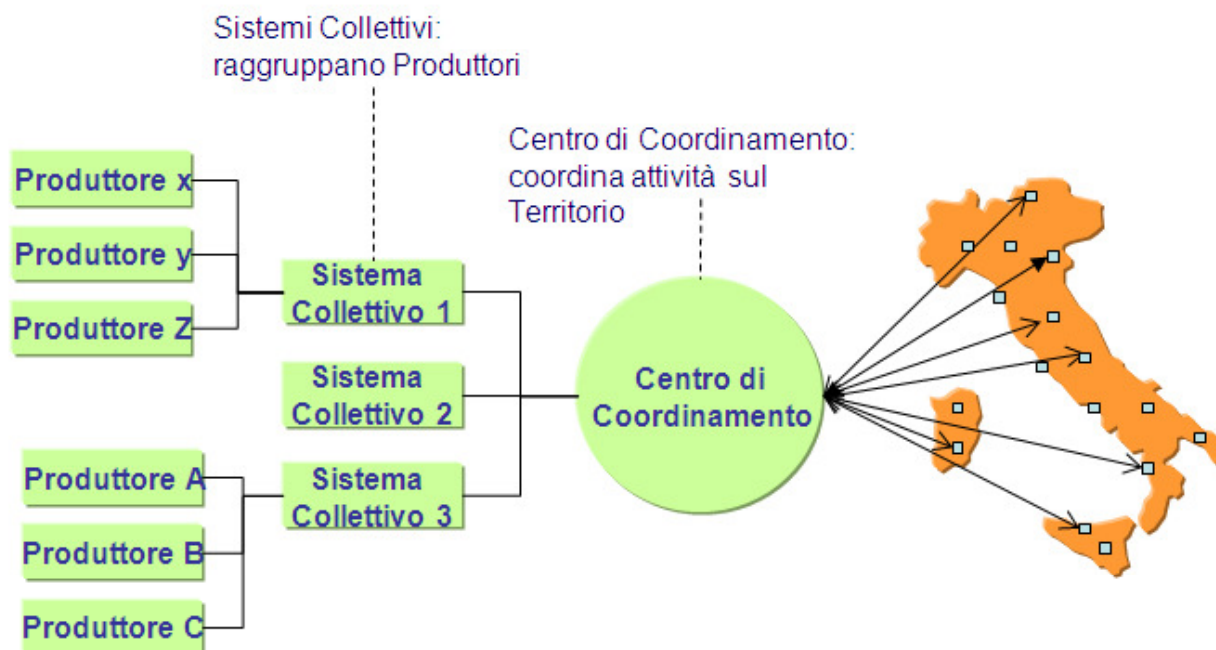 Sistemi Collettivi:
raggruppano Produttori
Centro di Coordinamento:
coordina attività sul
Territorio
Produttore x
Produttore y
Produttore Z
Sistema
Collettivo 1
Sistema
Collettivo 2
Sistema
Collettivo 3
Produttore A
Produttore B
Produttore C
Centro di
Coordinamento